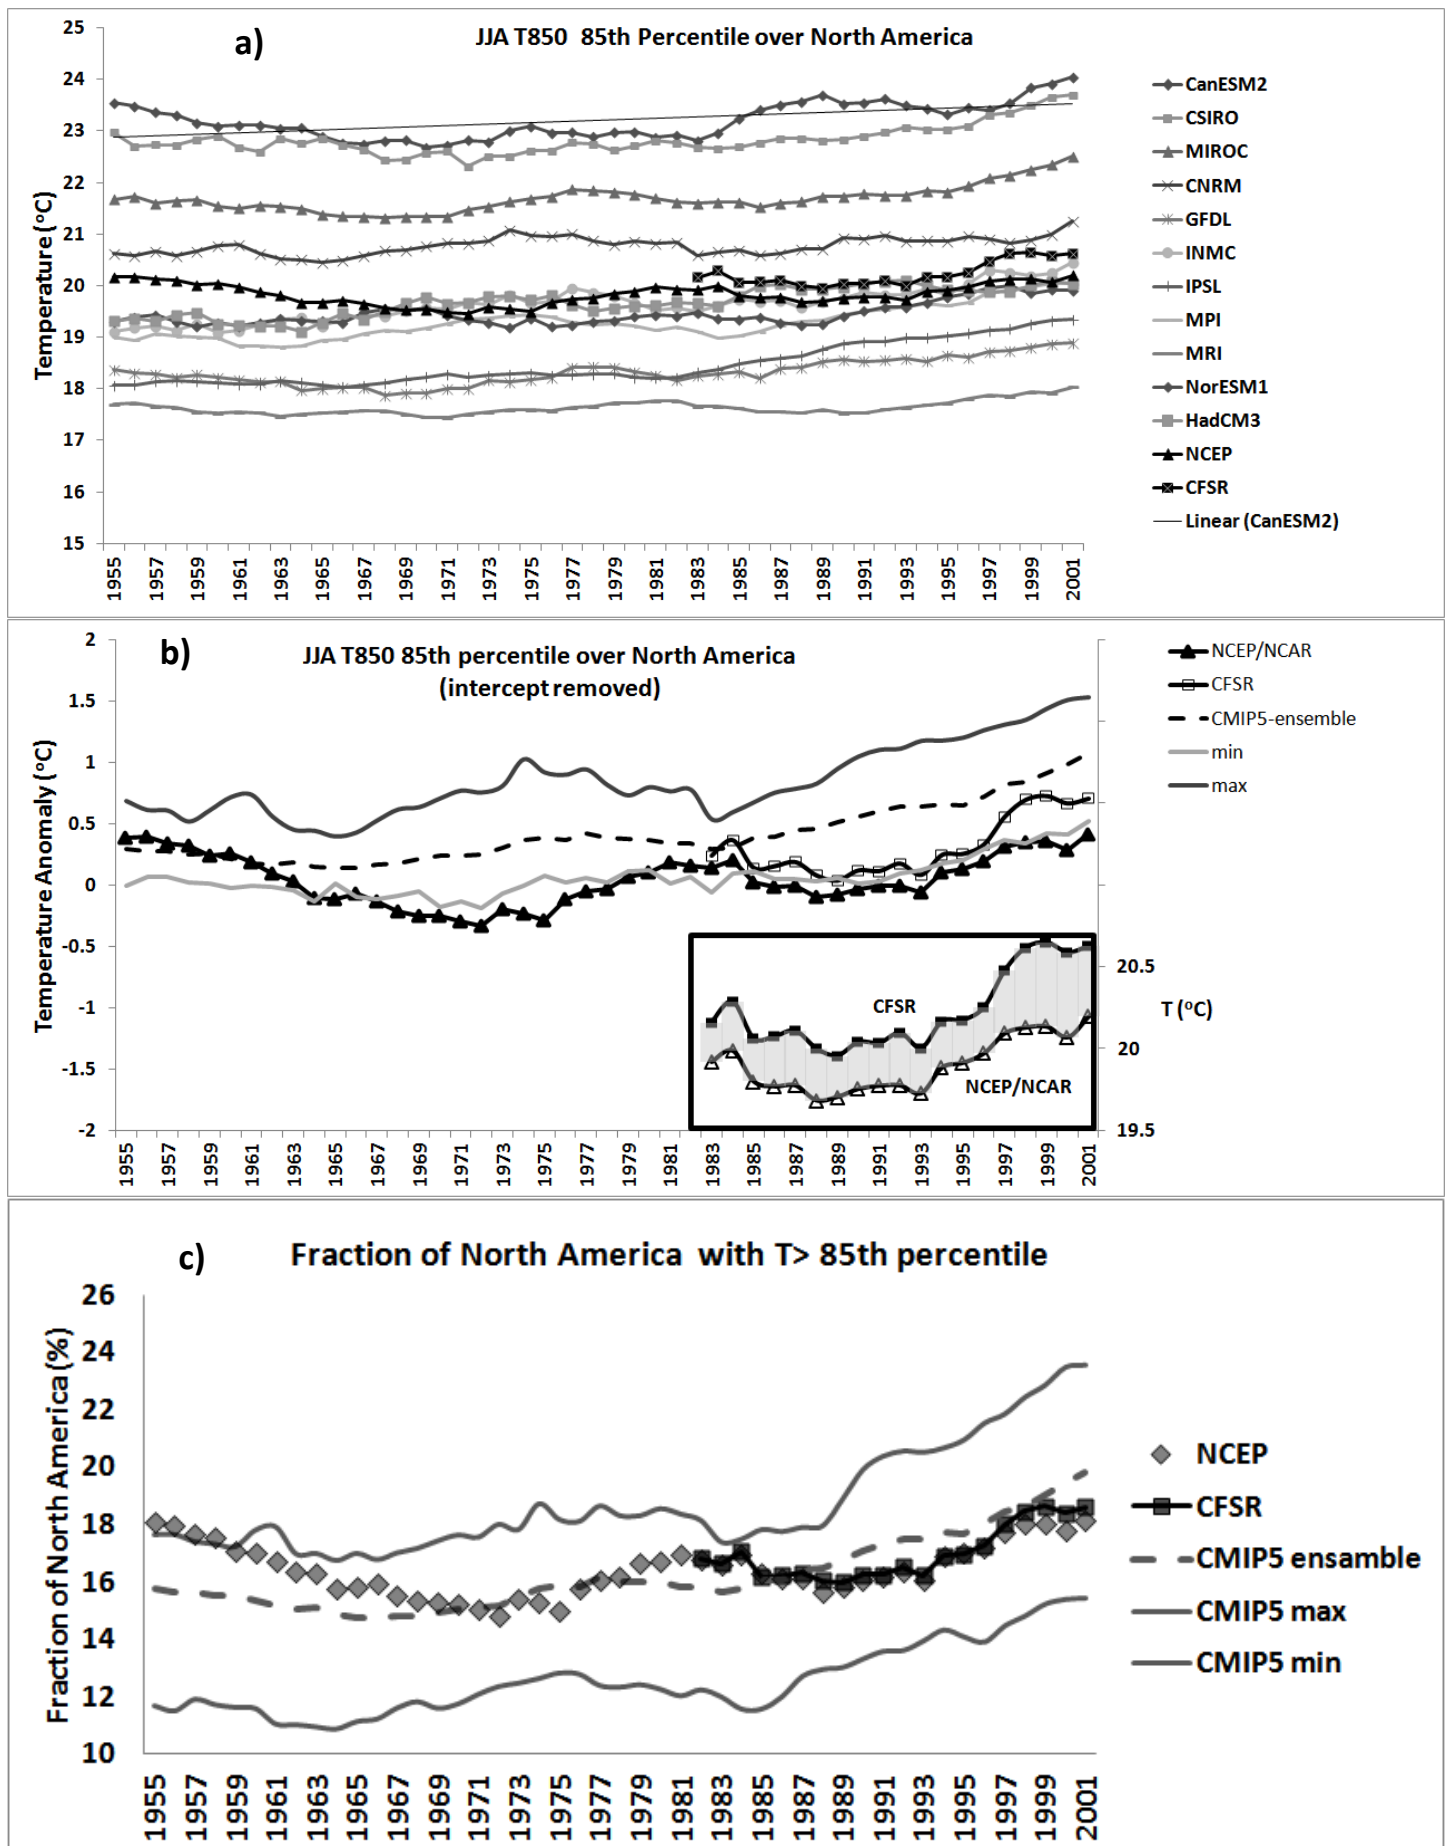 a)
JJA T850 85th Percentile over North America
Temperature (°C)
25
24
23
22
21
20
19
18
17
16
15
1955
1957
1959
1961
1963
1965
1967
1969
1971
1973
1975
1977
1979
1981
1983
1985
1987
1989
1991
1993
1995
1997
1999
2001
CanESM2
CSIRO
MIROC
CNRM
GFDL
INMC
IPSL
MPI
MRI
NorESM1
HadCM3
NCEP
CFSR
Linear (CanESM2)
b)
JJA T850 85th percentile over North America
(intercept removed)
Temperature Anomaly (°C)
2
1.5
1
0.5
0
-0.5
-1
-1.5
-2
1955
1957
1959
1961
1963
1965
1967
1969
1971
1973
1975
1977
1979
1981
1983
1985
1987
1989
1991
1993
1995
1997
1999
2001
CFSR
NCEP/NCAR
20.5
20
19.5
T (°C)
NCEP/NCAR
CFSR
CMIP5-ensemble
min
max
c)
Fraction of North America with T> 85th percentile
Fraction of North America (%)
26
24
22
20
18
16
14
12
10
1955
1957
1959
1961
1963
1965
1967
1969
1971
1973
1975
1977
1979
1981
1983
1985
1987
1989
1991
1993
1995
1997
1999
2001
NCEP
CFSR
CMIP5 ensamble
CMIP5 max
CMIP5 min